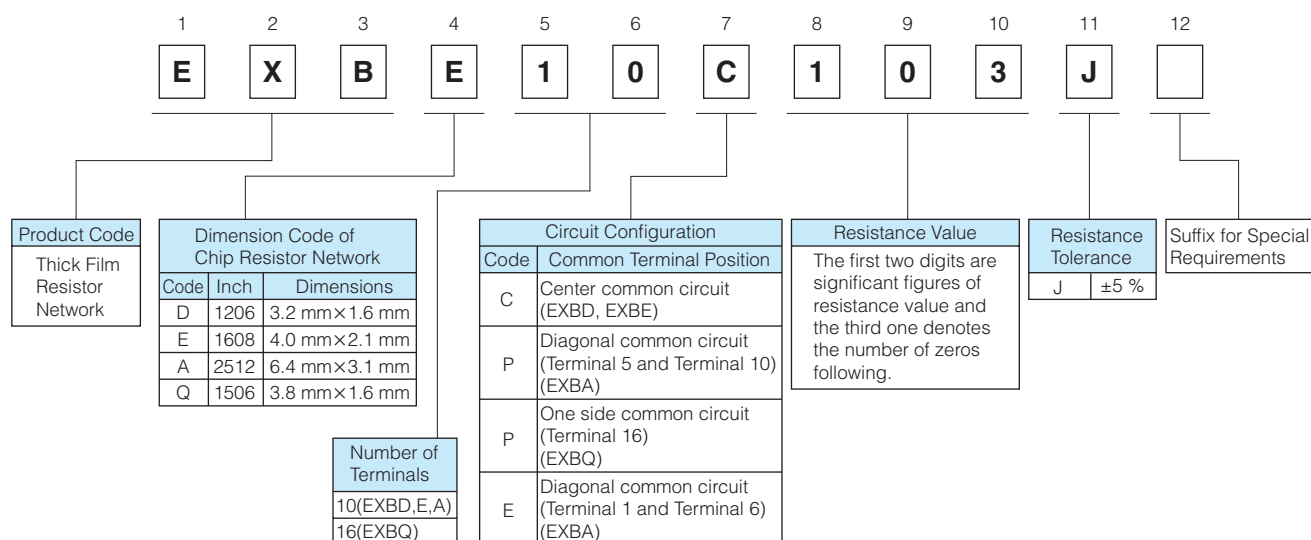 1 2 3 4 5 6 7 8 9 10 11 12
E X B E 1 0 C 1 0 3 J
Product Code
Thick Film
Resistor
Network
Dimension Code of
Chip Resistor Network
Code Inch Dimensions
D 1206 3.2 mm×1.6 mm
E 1608 4.0 mm×2.1 mm
A 2512 6.4 mm×3.1 mm
Q 1506 3.8 mm×1.6 mm
Number of
Terminals
10(EXBD,E,A)
16(EXBQ)
Circuit Configuration
Code Common Terminal Position
C Center common circuit
(EXBD, EXBE)
P Diagonal common circuit
(Terminal 5 and Terminal 10)
(EXBA)
P One side common circuit
(Terminal 16)
(EXBQ)
E Diagonal common circuit
(Terminal 1 and Terminal 6)
(EXBA)
Resistance Value
The first two digits are
significant figures of
resistance value and
the third one denotes
the number of zeros
following.
Resistance
Tolerance
J ±5 %
Suffix for Special
Requirements